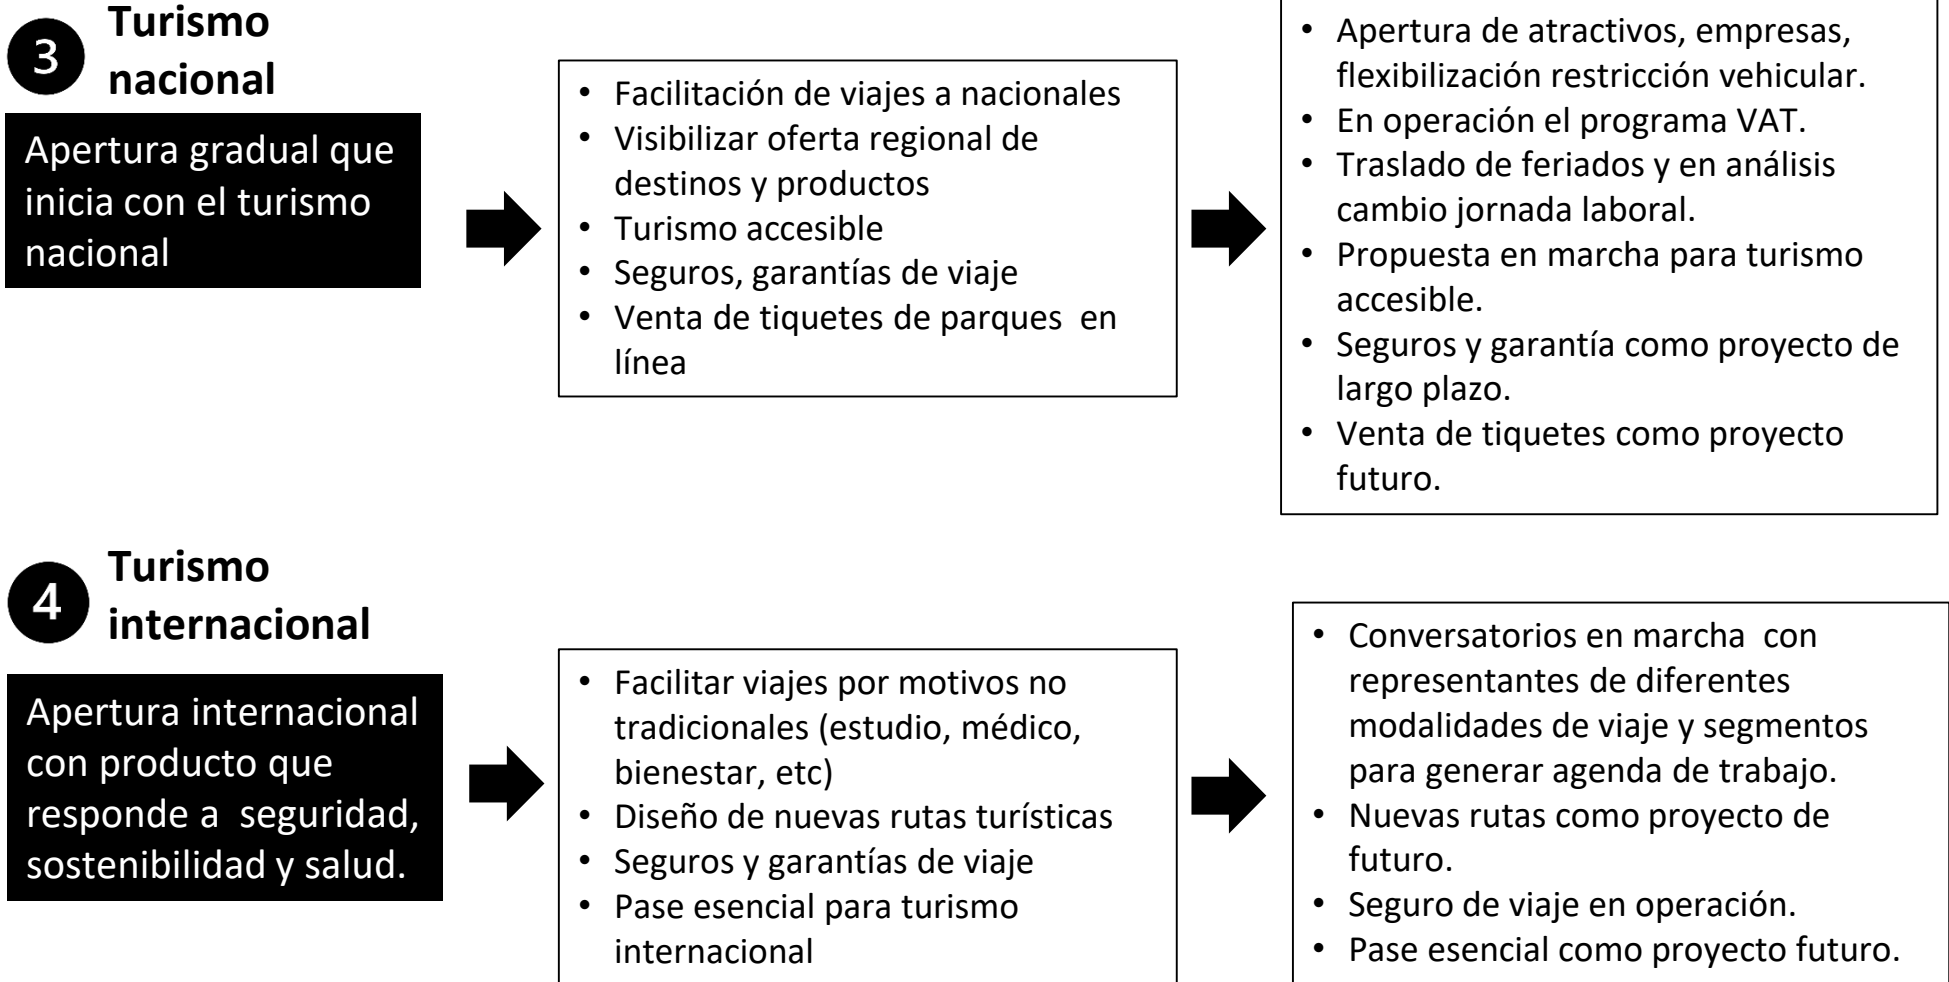 3
Turismo
nacional
Apertura gradual que
inicia con el turismo
nacional
• Facilitación de viajes a nacionales
• Visibilizar oferta regional de
destinos y productos
• Turismo accesible
• Seguros, garantías de viaje
• Venta de tiquetes de parques  en
línea
• Apertura de atractivos, empresas,
flexibilización restricción vehicular.
• En operación el programa VAT.
• Traslado de feriados y en análisis
cambio jornada laboral.
• Propuesta en marcha para turismo
accesible.
• Seguros y garantía como proyecto de
largo plazo.
• Venta de tiquetes como proyecto
futuro.
4
Turismo
internacional
Apertura internacional
con producto que
responde a  seguridad,
sostenibilidad y salud.
• Facilitar viajes por motivos no
tradicionales (estudio, médico,
bienestar, etc)
• Diseño de nuevas rutas turísticas
• Seguros y garantías de viaje
• Pase esencial para turismo
internacional
• Conversatorios en marcha  con
representantes de diferentes
modalidades de viaje y segmentos
para generar agenda de trabajo.
• Nuevas rutas como proyecto de
futuro.
• Seguro de viaje en operación.
• Pase esencial como proyecto futuro.